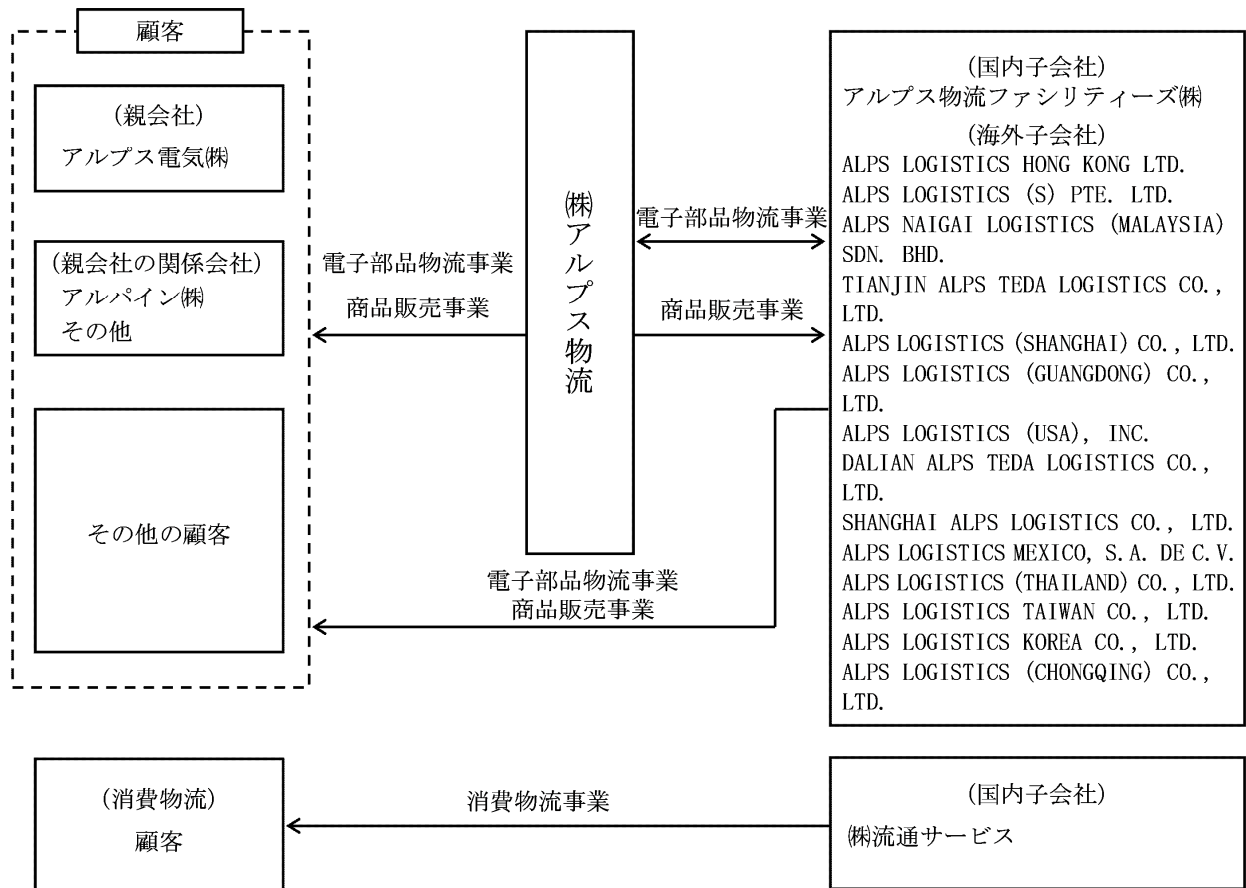 顧客
(親会社)
アルプス電気㈱
(親会社の関係会社)
アルパイン㈱
その他
その他の顧客
電子部品物流事業
商品販売事業
㈱アルプス物流
電子部品物流事業
商品販売事業
電子部品物流事業
商品販売事業
(国内子会社)
アルプス物流ファシリティーズ㈱
(海外子会社)
ALPS LOGISTICS HONG KONG LTD.
ALPS LOGISTICS (S) PTE. LTD.
ALPS NAIGAI LOGISTICS (MALAYSIA)
SDN. BHD.
TIANJIN ALPS TEDA LOGISTICS CO.,
LTD.
ALPS LOGISTICS (SHANGHAI) CO., LTD.
ALPS LOGISTICS (GUANGDONG) CO.,
LTD.
ALPS LOGISTICS (USA), INC.
DALIAN ALPS TEDA LOGISTICS CO.,
LTD.
SHANGHAI ALPS LOGISTICS CO., LTD.
ALPS LOGISTICS MEXICO, S.A. DE C.V.
ALPS LOGISTICS (THAILAND) CO., LTD.
ALPS LOGISTICS TAIWAN CO., LTD.
ALPS LOGISTICS KOREA CO., LTD.
ALPS LOGISTICS (CHONGQING) CO.,
LTD.
(消費物流)
顧客
消費物流事業
(国内子会社)
㈱流通サービス